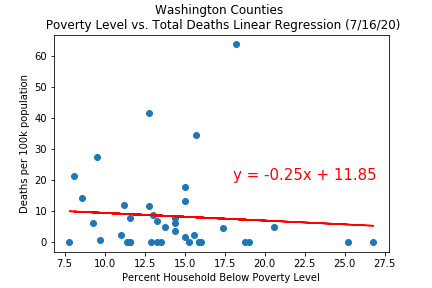 Washington Counties
Poverty Level vs. Total Deaths Linear Regression (7/16/20)
Deaths per 100k population
60
50
40
30
20
10
0
y = -0.25x + 11.85
7.5 10.0 12.5 15.0 17.5 20.0 22.5 25.0 27.5
Percent Household Below Poverty Level